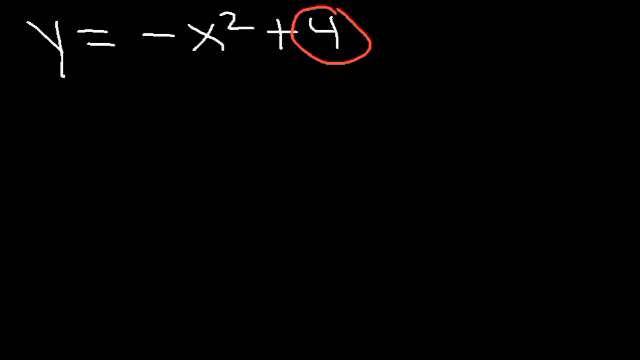 y = -x² + 4